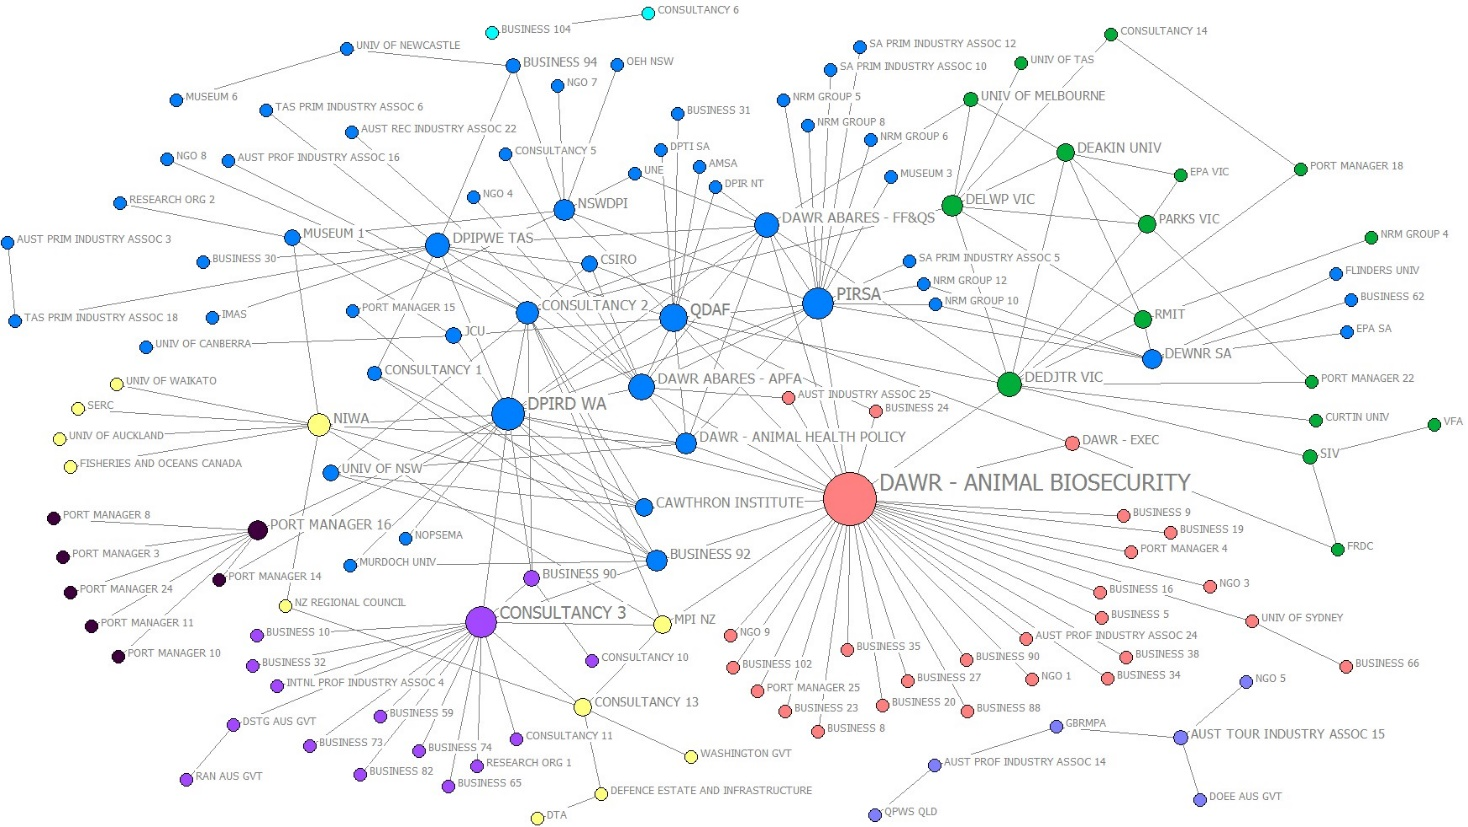 CONSULTANCY 6
BUSINESS 104
CONSULTANCY 14
UNIV OF NEWCASTLE
SA PRIM INDUSTRY ASSOC 12
BUSINESS 94
OEH NSW
UNIV OF TAS
SA PRIM INDUSTRY ASSOC 10
NGO 7
MUSEUM 6
NRM GROUP 5
UNIV OF MELBOURNE
TAS PRIM INDUSTRY ASSOC 6
BUSINESS 31
NRM GROUP 8
AUST REC INDUSTRY ASSOC 22
NRM GROUP 6
DPTI SA
DEAKIN UNIV
CONSULTANCY 5
NGO 8
AUST PROF INDUSTRY ASSOC 16
AMSA
PORT MANAGER 18
UNE
EPA VIC
MUSEUM 3
DPIR NT
NGO 4
RESEARCH ORG 2
DELWP VIC
NSWDPI
DAWR ABARES - FF&QS
PARKS VIC
MUSEUM 1
DPIPWE TAS
NRM GROUP 4
AUST PRIM INDUSTRY ASSOC 3
BUSINESS 30
CSIRO
SA PRIM INDUSTRY ASSOC 5
FLINDERS UNIV
NRM GROUP 12
PIRSA
BUSINESS 62
NRM GROUP 10
CONSULTANCY 2
PORT MANAGER 15
QDAF
RMIT
IMAS
TAS PRIM INDUSTRY ASSOC 18
EPA SA
JCU
UNIV OF CANBERRA
DEWNR SA
CONSULTANCY 1
DEDJTR VIC
DAWR ABARES - APFA
PORT MANAGER 22
UNIV OF WAIKATO
AUST INDUSTRY ASSOC 25
SERC
DPIRD WA
BUSINESS 24
CURTIN UNIV
NIWA
VFA
UNIV OF AUCKLAND
DAWR - ANIMAL HEALTH POLICY
DAWR - EXEC
SIV
FISHERIES AND OCEANS CANADA
UNIV OF NSW
DAWR - ANIMAL BIOSECURITY
CAWTHRON INSTITUTE
PORT MANAGER 8
BUSINESS 9
PORT MANAGER 16
BUSINESS 19
NOPSEMA
PORT MANAGER 4
FRDC
PORT MANAGER 3
BUSINESS 92
MURDOCH UNIV
BUSINESS 90
PORT MANAGER 14
NGO 3
PORT MANAGER 24
BUSINESS 16
NZ REGIONAL COUNCIL
CONSULTANCY 3
BUSINESS 5
MPI NZ
UNIV OF SYDNEY
PORT MANAGER 11
BUSINESS 10
NGO 9
AUST PROF INDUSTRY ASSOC 24
BUSINESS 35
PORT MANAGER 10
BUSINESS 90
BUSINESS 38
CONSULTANCY 10
BUSINESS 32
BUSINESS 102
BUSINESS 66
NGO 1
BUSINESS 34
BUSINESS 27
NGO 5
INTNL PROF INDUSTRY ASSOC 4
PORT MANAGER 25
CONSULTANCY 13
BUSINESS 20
BUSINESS 23
BUSINESS 88
BUSINESS 59
DSTG AUS GVT
GBRMPA
BUSINESS 8
AUST TOUR INDUSTRY ASSOC 15
CONSULTANCY 11
BUSINESS 73
BUSINESS 74
WASHINGTON GVT
RESEARCH ORG 1
AUST PROF INDUSTRY ASSOC 14
BUSINESS 82
RAN AUS GVT
BUSINESS 65
DEFENCE ESTATE AND INFRASTRUCTURE
DOEE AUS GVT
QPWS QLD
DTA